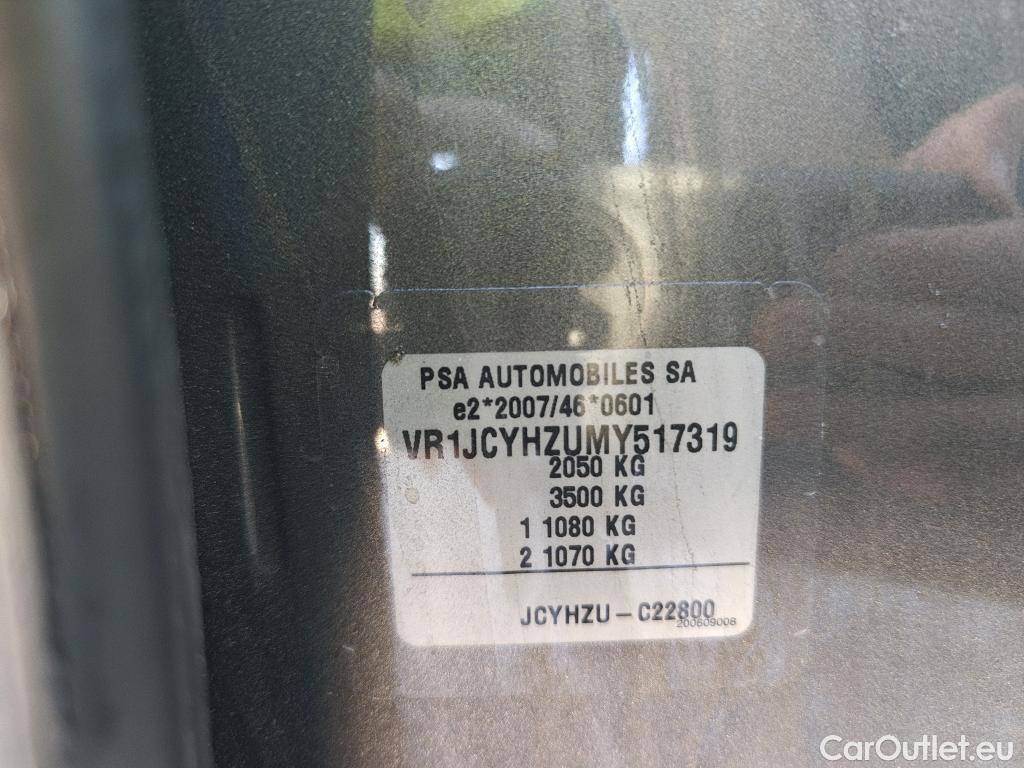 PSA AUTOMOBILES SA
e2*2007/46*0601
VR1JCYHZUMY517319
2050 KG
3500 KG
1 1080 KG
2 1070 KG
JCYHZU – C22800
200609008
CarOutlet.eu